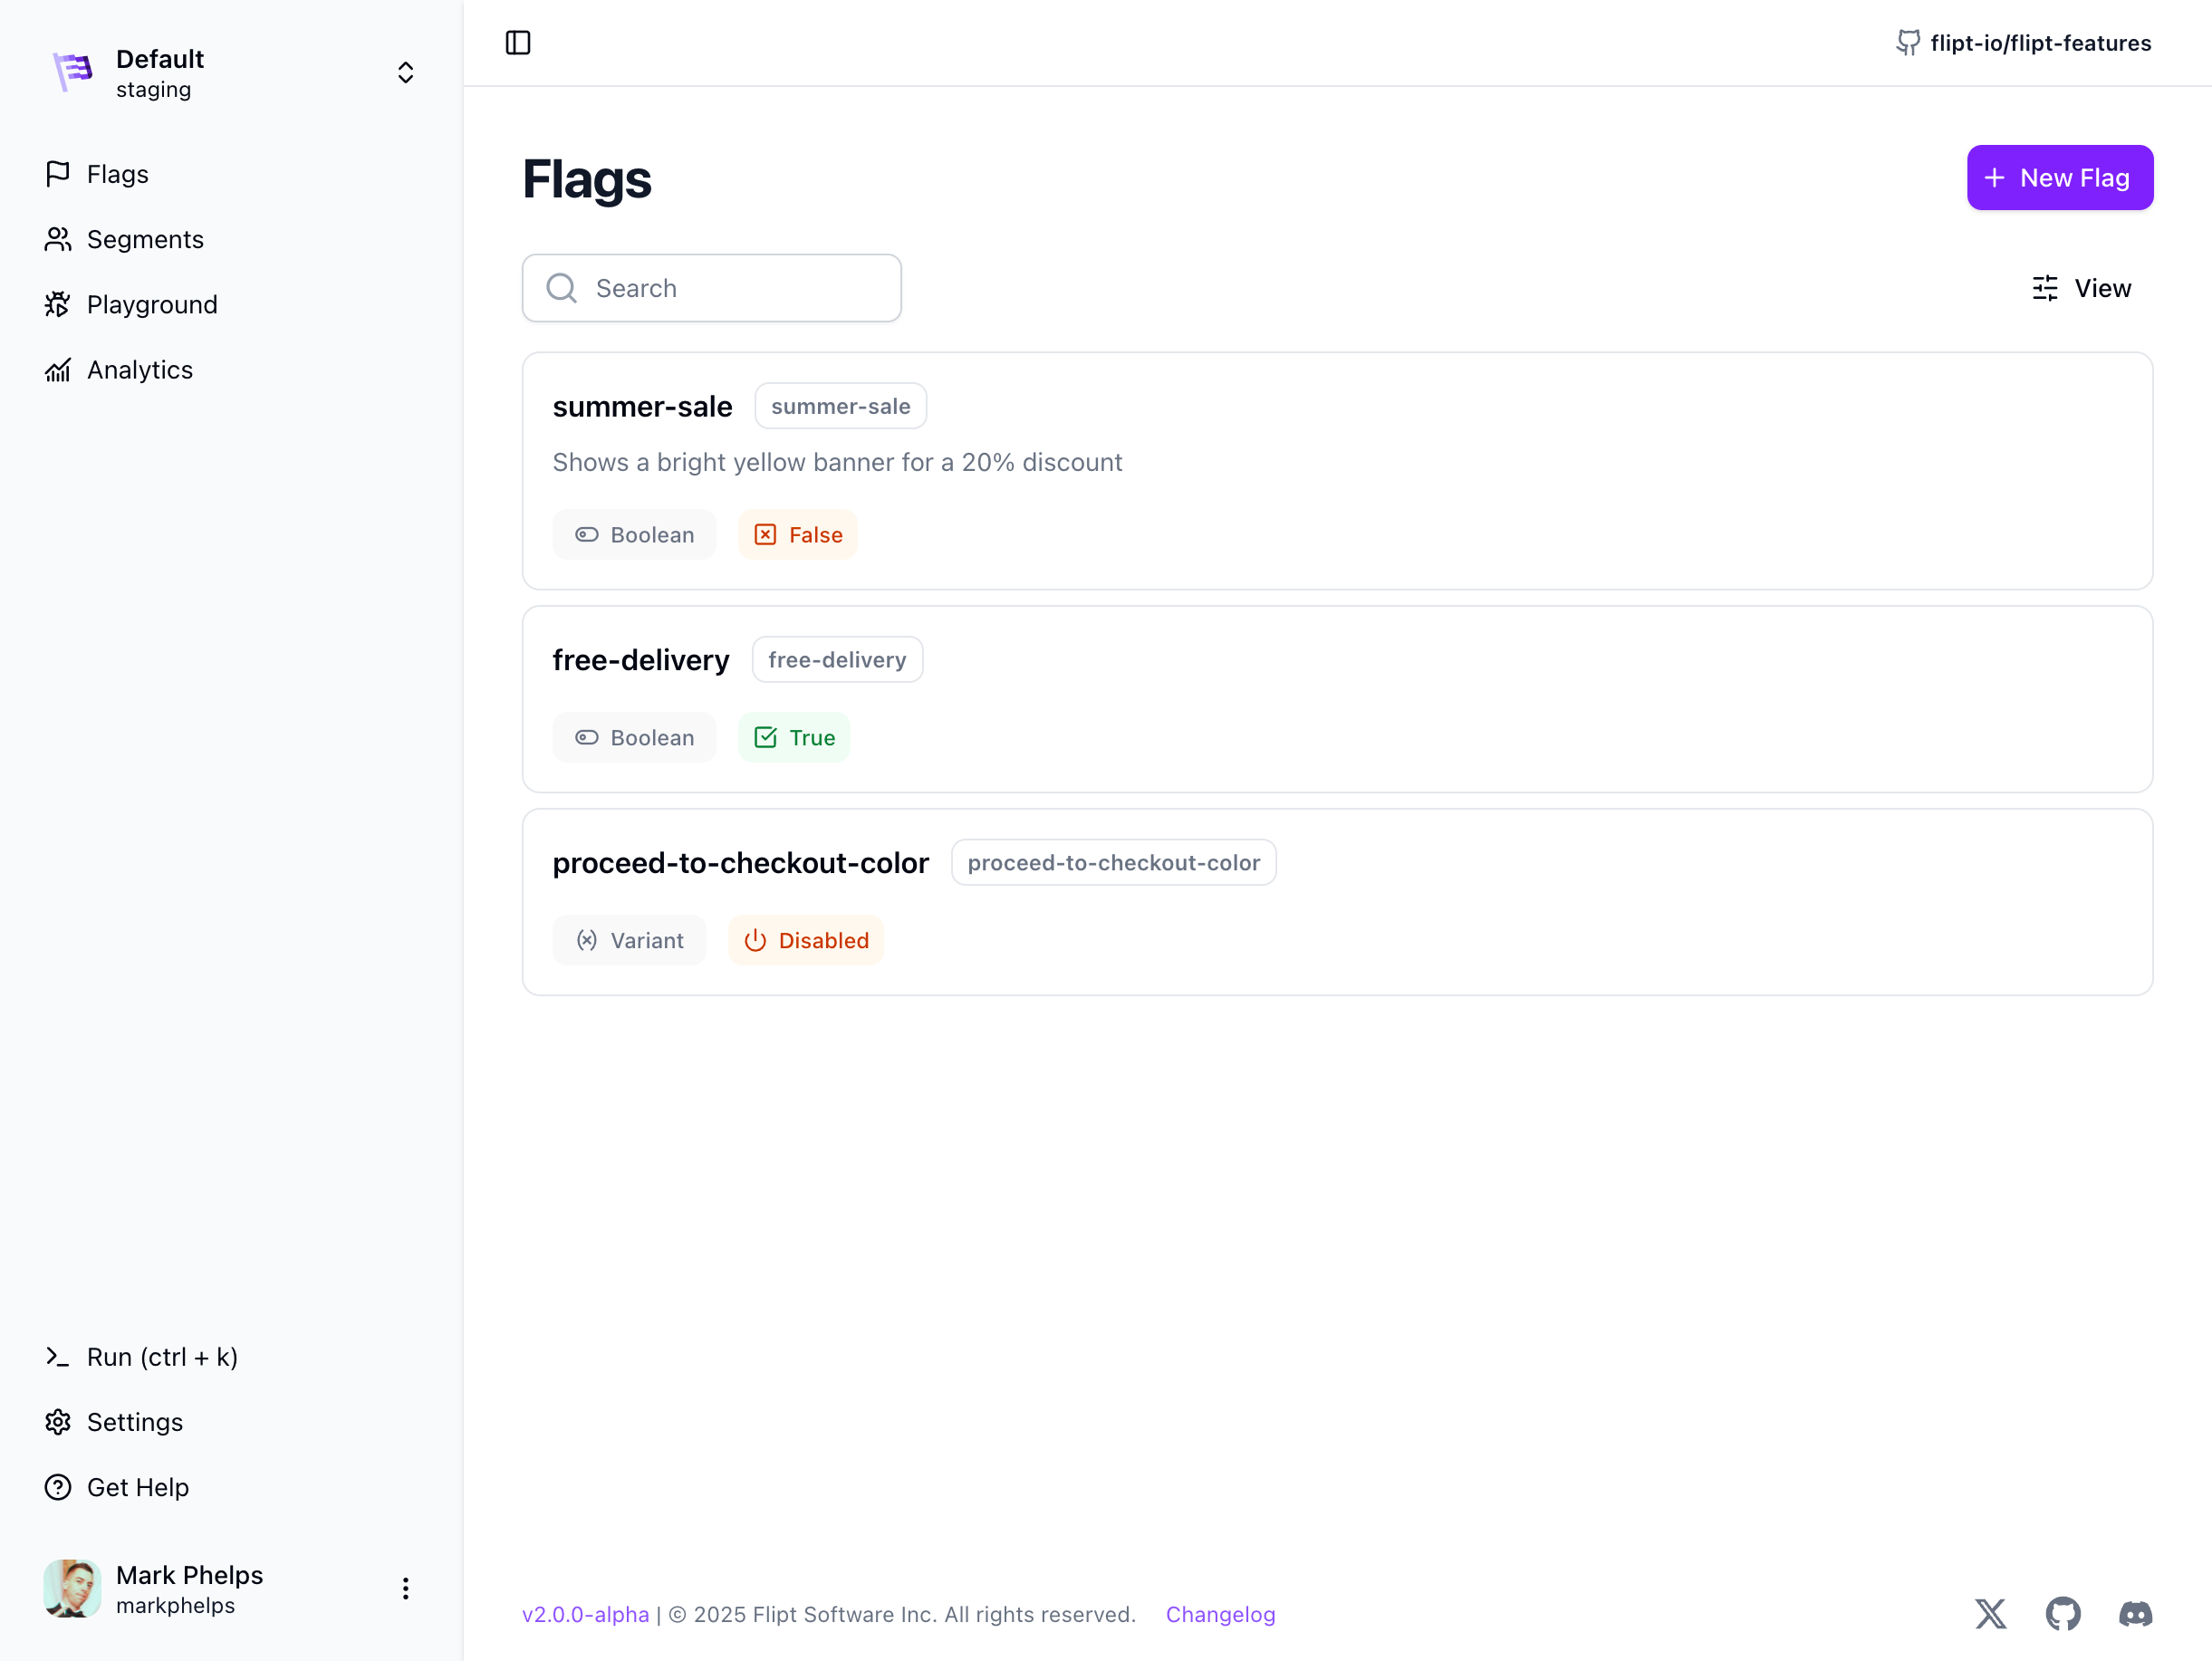 Default
staging
Flags
Segments
Playground
Analytics
Run (ctrl + k)
Settings
Get Help
Mark Phelps
markphelps
flipt-io/flipt-features
Flags
New Flag
Search
View
summer-sale summer-sale
Shows a bright yellow banner for a 20% discount
Boolean False
free-delivery free-delivery
Boolean True
proceed-to-checkout-color proceed-to-checkout-color
Variant Disabled
v2.0.0-alpha | © 2025 Flipt Software Inc. All rights reserved. Changelog